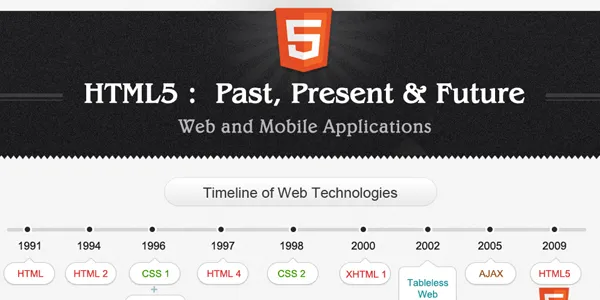 5
HTML5 : Past, Present & Future
Web and Mobile Applications
Timeline of Web Technologies
1991 1994 1996 1997 1998 2000 2002 2005 2009
HTML HTML 2 CSS 1 HTML 4 CSS 2 XHTML 1 Tableless AJAX HTML5
+ Web